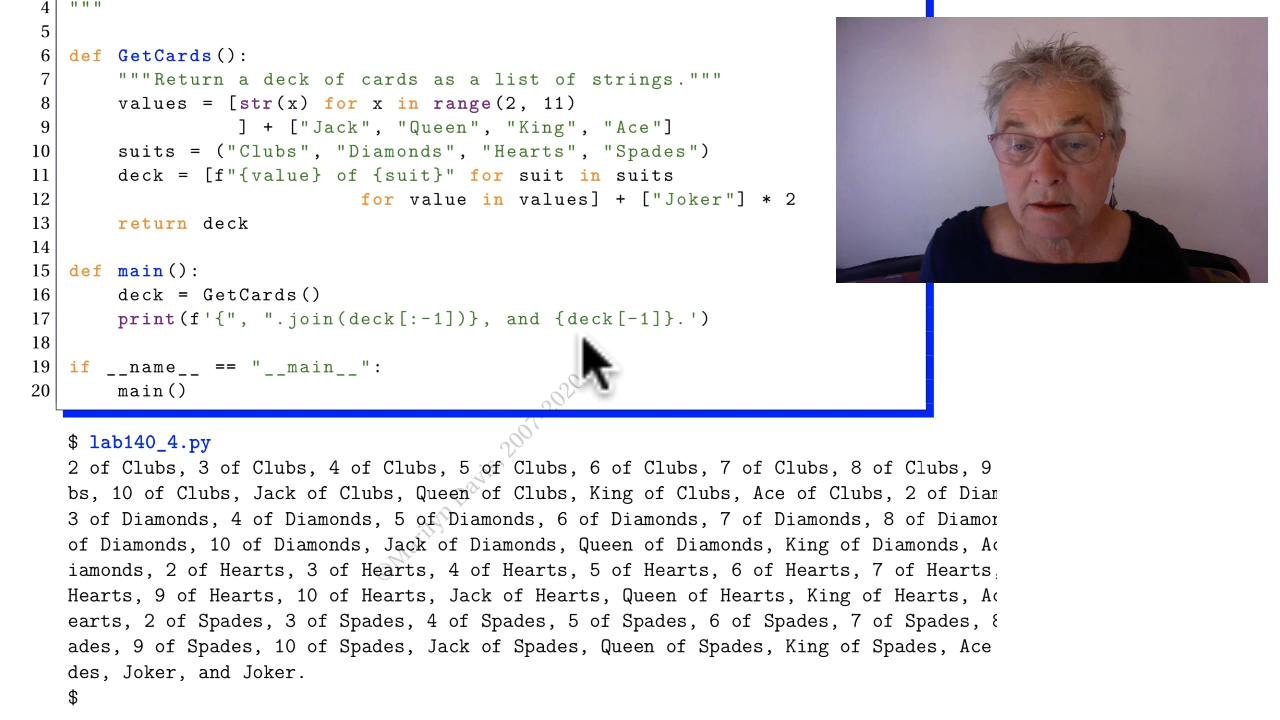 4 """
5
6 def GetCards():
7 """Return a deck of cards as a list of strings."""
8 values = [str(x) for x in range(2, 11)
9 ] + ["Jack", "Queen", "King", "Ace"]
10 suits = ("Clubs", "Diamonds", "Hearts", "Spades")
11 deck = [f"{value} of {suit}" for suit in suits
12 for value in values] + ["Joker"] * 2
13 return deck
14
15 def main():
16 deck = GetCards()
17 print(f'{", ".join(deck[:-1])}, and {deck[-1]}.')
18
19 if __name__ == "__main__":
20 main()
$ lab140_4.py
2 of Clubs, 3 of Clubs, 4 of Clubs, 5 of Clubs, 6 of Clubs, 7 of Clubs, 8 of Clubs, 9
bs, 10 of Clubs, Jack of Clubs, Queen of Clubs, King of Clubs, Ace of Clubs, 2 of Diam
3 of Diamonds, 4 of Diamonds, 5 of Diamonds, 6 of Diamonds, 7 of Diamonds, 8 of Diamon
of Diamonds, 10 of Diamonds, Jack of Diamonds, Queen of Diamonds, King of Diamonds, Ac
iamonds, 2 of Hearts, 3 of Hearts, 4 of Hearts, 5 of Hearts, 6 of Hearts, 7 of Hearts,
Hearts, 9 of Hearts, 10 of Hearts, Jack of Hearts, Queen of Hearts, King of Hearts, Ac
earts, 2 of Spades, 3 of Spades, 4 of Spades, 5 of Spades, 6 of Spades, 7 of Spades, 8
ades, 9 of Spades, 10 of Spades, Jack of Spades, Queen of Spades, King of Spades, Ace
des, Joker, and Joker.
$
©Marilyn Davis 2007-2020